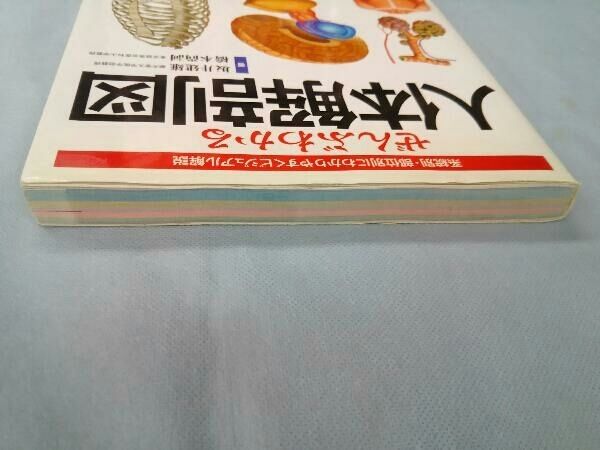 系統別・部位別にわかりやすくビジュアル解説
ぜんぶわかる
人体解剖図
坂井建雄
橋本尚詞